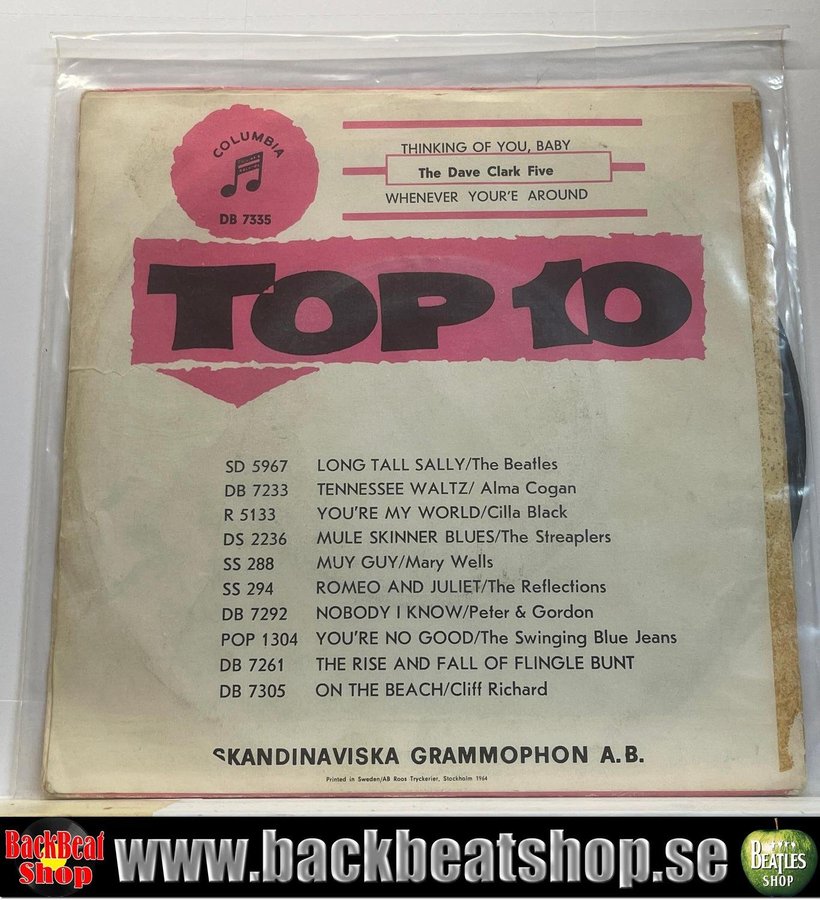 COLUMBIA
DB 7335
THINKING OF YOU, BABY
The Dave Clark Five
WHENEVER YOUR'E AROUND
TOP 10
SD 5967 LONG TALL SALLY/The Beatles
DB 7233 TENNESSEE WALTZ/ Alma Cogan
R 5133 YOU'RE MY WORLD/Cilla Black
DS 2236 MULE SKINNER BLUES/The Streaplers
SS 288 MUY GUY/Mary Wells
SS 294 ROMEO AND JULIET/The Reflections
DB 7292 NOBODY I KNOW/Peter & Gordon
POP 1304 YOU'RE NO GOOD/The Swinging Blue Jeans
DB 7261 THE RISE AND FALL OF FLINGLE BUNT
DB 7305 ON THE BEACH/Cliff Richard
SKANDINAVISKA GRAMMOPHON A.B.
Printed in Sweden/AB Roos Tryckerier, Stockholm 1964
BackBeat
Shop
www.backbeatshop.se
BEATLES
SHOP